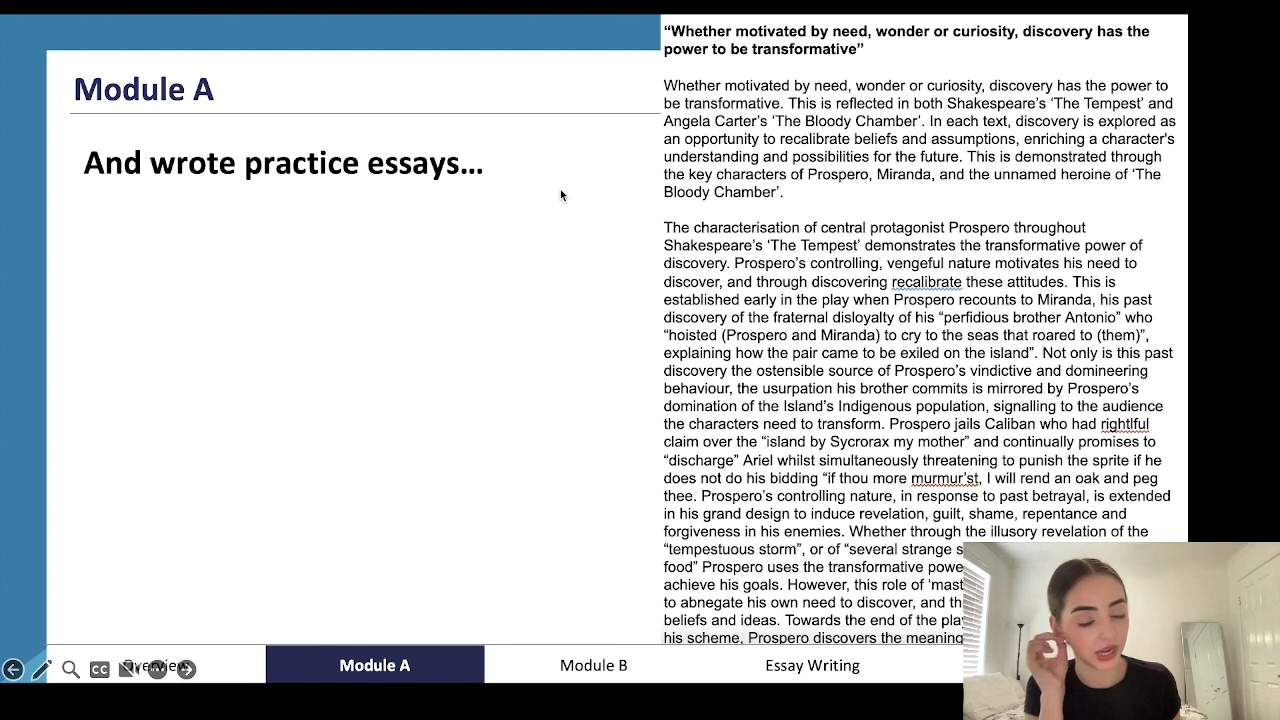 Module A
And wrote practice essays...
“Whether motivated by need, wonder or curiosity, discovery has the
power to be transformative”
Whether motivated by need, wonder or curiosity, discovery has the power to
be transformative. This is reflected in both Shakespeare’s ‘The Tempest’ and
Angela Carter’s ‘The Bloody Chamber’. In each text, discovery is explored as
an opportunity to recalibrate beliefs and assumptions, enriching a character's
understanding and possibilities for the future. This is demonstrated through
the key characters of Prospero, Miranda, and the unnamed heroine of ‘The
Bloody Chamber’.
The characterisation of central protagonist Prospero throughout
Shakespeare’s ‘The Tempest’ demonstrates the transformative power of
discovery. Prospero’s controlling, vengeful nature motivates his need to
discover, and through discovering recalibrate these attitudes. This is
established early in the play when Prospero recounts to Miranda, his past
discovery of the fraternal disloyalty of his “perfidious brother Antonio” who
“hoisted (Prospero and Miranda) to cry to the seas that roared to (them)”,
explaining how the pair came to be exiled on the island”. Not only is this past
discovery the ostensible source of Prospero’s vindictive and domineering
behaviour, the usurpation his brother commits is mirrored by Prospero’s
domination of the Island’s Indigenous population, signalling to the audience
the characters need to transform. Prospero jails Caliban who had rightlful
claim over the “island by Sycrorax my mother” and continually promises to
“discharge” Ariel whilst simultaneously threatening to punish the sprite if he
does not do his bidding “if thou more murmur’st, I will rend an oak and peg
thee. Prospero’s controlling nature, in response to past betrayal, is extended
in his grand design to induce revelation, guilt, shame, repentance and
forgiveness in his enemies. Whether through the illusory revelation of the
“tempestuous storm”, or of “several strange
food” Prospero uses the transformative
achieve his goals. However, this role of
to abnegate his own need to discover, and
beliefs and ideas. Towards the end of the
his scheme, Prospero discovers the meaning
Overview
Module A
Module B
Essay Writing
CC